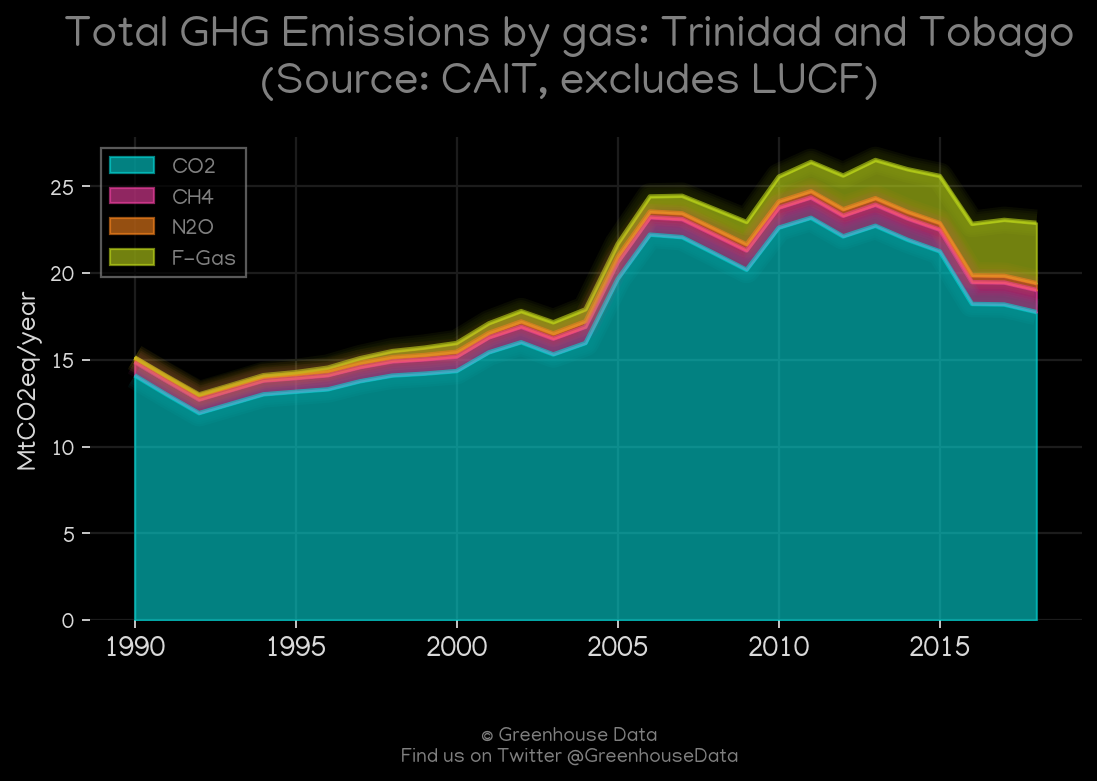 Total GHG Emissions by gas: Trinidad and Tobago
(Source: CAIT, excludes LUCF)
CO2
CH4
N2O
F-Gas
MtCO2eq/year
25
20
15
10
5
0
1990 1995 2000 2005 2010 2015
© Greenhouse Data
Find us on Twitter @GreenhouseData